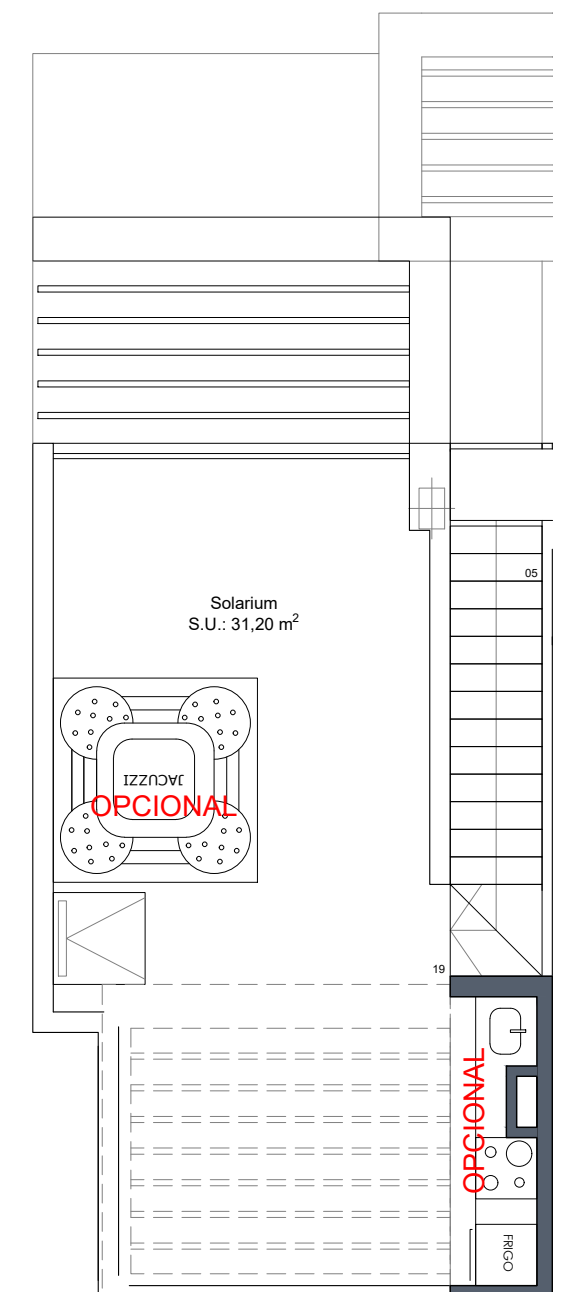 05
Solarium
S.U.: 31,20 m²
JACUZZI
OPCIONAL
19
OPCIONAL
FRIGO